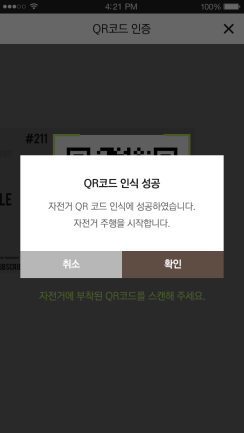 4:21 PM
100%
QR코드 인증
#211
LE
QR코드 인식 성공
자전거 QR 코드 인식에 성공하였습니다.
자전거 주행을 시작합니다.
취소
확인
자전거에 부착된 QR코드를 스캔해 주세요.